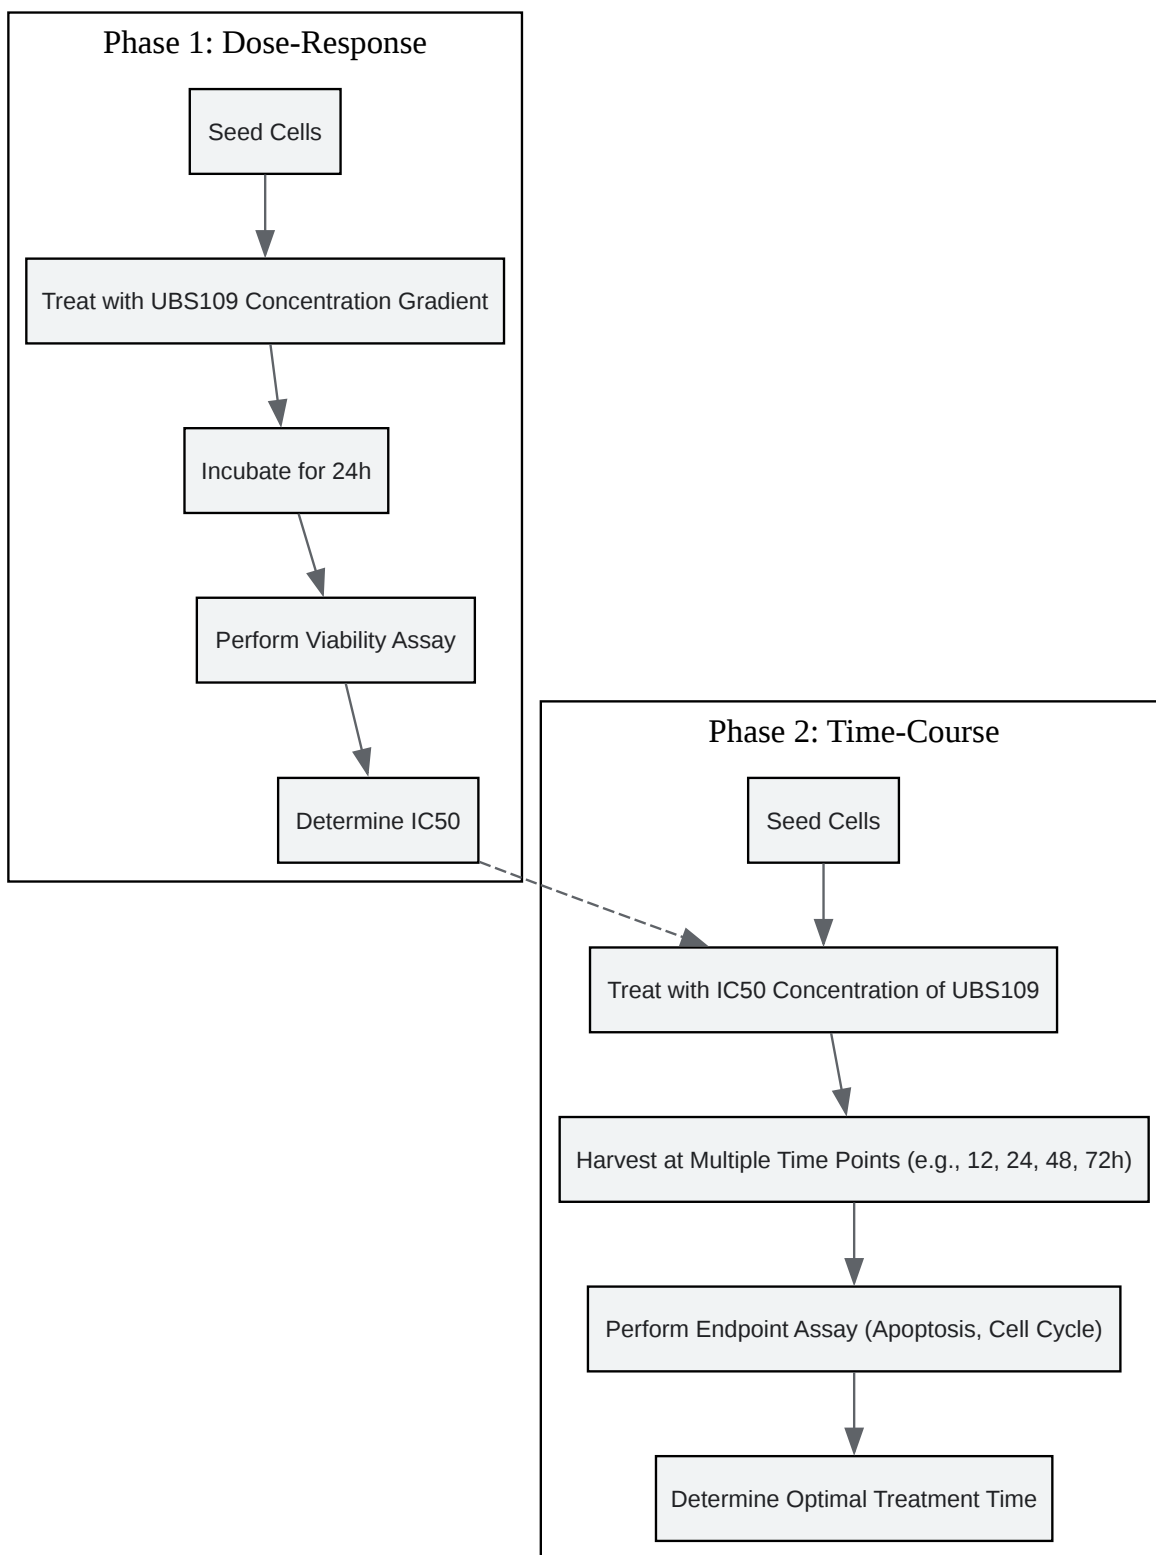 Phase 1: Dose-Response
Seed Cells
Treat with UBS109 Concentration Gradient
Incubate for 24h
Perform Viability Assay
Determine IC50
Phase 2: Time-Course
Seed Cells
Treat with IC50 Concentration of UBS109
Harvest at Multiple Time Points (e.g., 12, 24, 48, 72h)
Perform Endpoint Assay (Apoptosis, Cell Cycle)
Determine Optimal Treatment Time